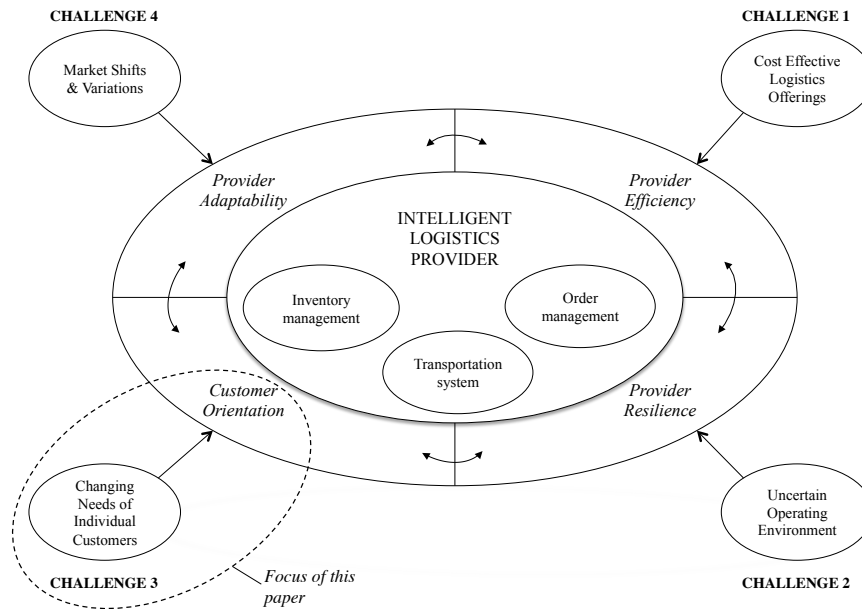 CHALLENGE 4
Market Shifts
& Variations
CHALLENGE 1
Cost Effective
Logistics
Offerings
Provider
Adaptability
Provider
Efficiency
INTELLIGENT
LOGISTICS
PROVIDER
Inventory
management
Order
management
Transportation
system
Customer
Orientation
Provider
Resilience
Changing
Needs of
Individual
Customers
CHALLENGE 3
Focus of this
paper
Uncertain
Operating
Environment
CHALLENGE 2